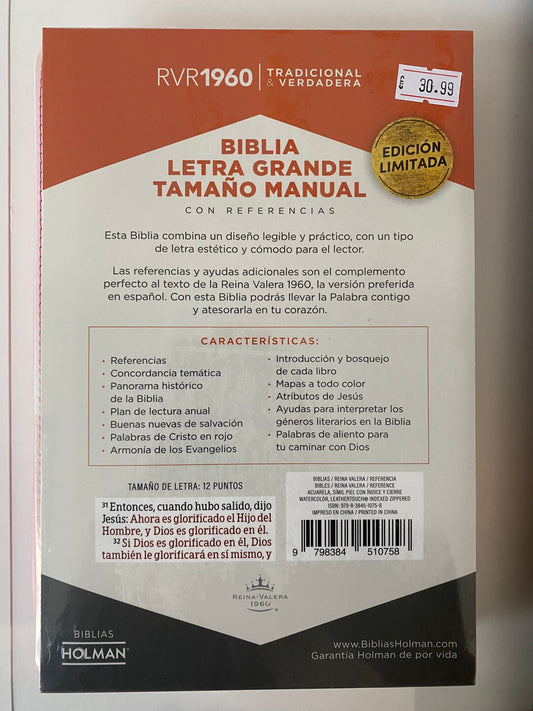 RVR1960 TRADICIONAL & VERDADERA
£ 30.99
BIBLIA
LETRA GRANDE
TAMAÑO MANUAL
CON REFERENCIAS
EDICIÓN
LIMITADA
Esta Biblia combina un diseño legible y práctico, con un tipo
de letra estético y cómodo para el lector.
Las referencias y ayudas adicionales son el complemento
perfecto al texto de la Reina Valera 1960, la versión preferida
en español. Con esta Biblia podrás llevar la Palabra contigo
y atesorarla en tu corazón.
CARACTERÍSTICAS:
• Referencias
• Concordancia temática
• Panorama histórico
de la Biblia
• Plan de lectura anual
• Buenas nuevas de salvación
• Palabras de Cristo en rojo
• Armonía de los Evangelios
• Introducción y bosquejo
de cada libro
• Mapas a todo color
• Atributos de Jesús
• Ayudas para interpretar los
géneros literarios en la Biblia
• Palabras de aliento para
tu caminar con Dios
TAMAÑO DE LETRA: 12 PUNTOS
31 Entonces, cuando hubo salido, dijo
Jesús: Ahora es glorificado el Hijo del
Hombre, y Dios es glorificado en él.
32 Si Dios es glorificado en él, Dios
también le glorificará en sí mismo, y
BIBLIAS / REINA VALERA / REFERENCIA
BIBLES / REINA VALERA / REFERENCE
ACUARELA, SÍMIL PIEL CON ÍNDICE Y CIERRE
WATERCOLOR, LEATHERTOUCH® INDEXED ZIPPERED
ISBN: 979-8-3845-1075-8
IMPRESO EN CHINA / PRINTED IN CHINA
9 798384 510758
REINA-VALERA
1960
BIBLIAS
HOLMAN
www.BibliasHolman.com
Garantía Holman de por vida